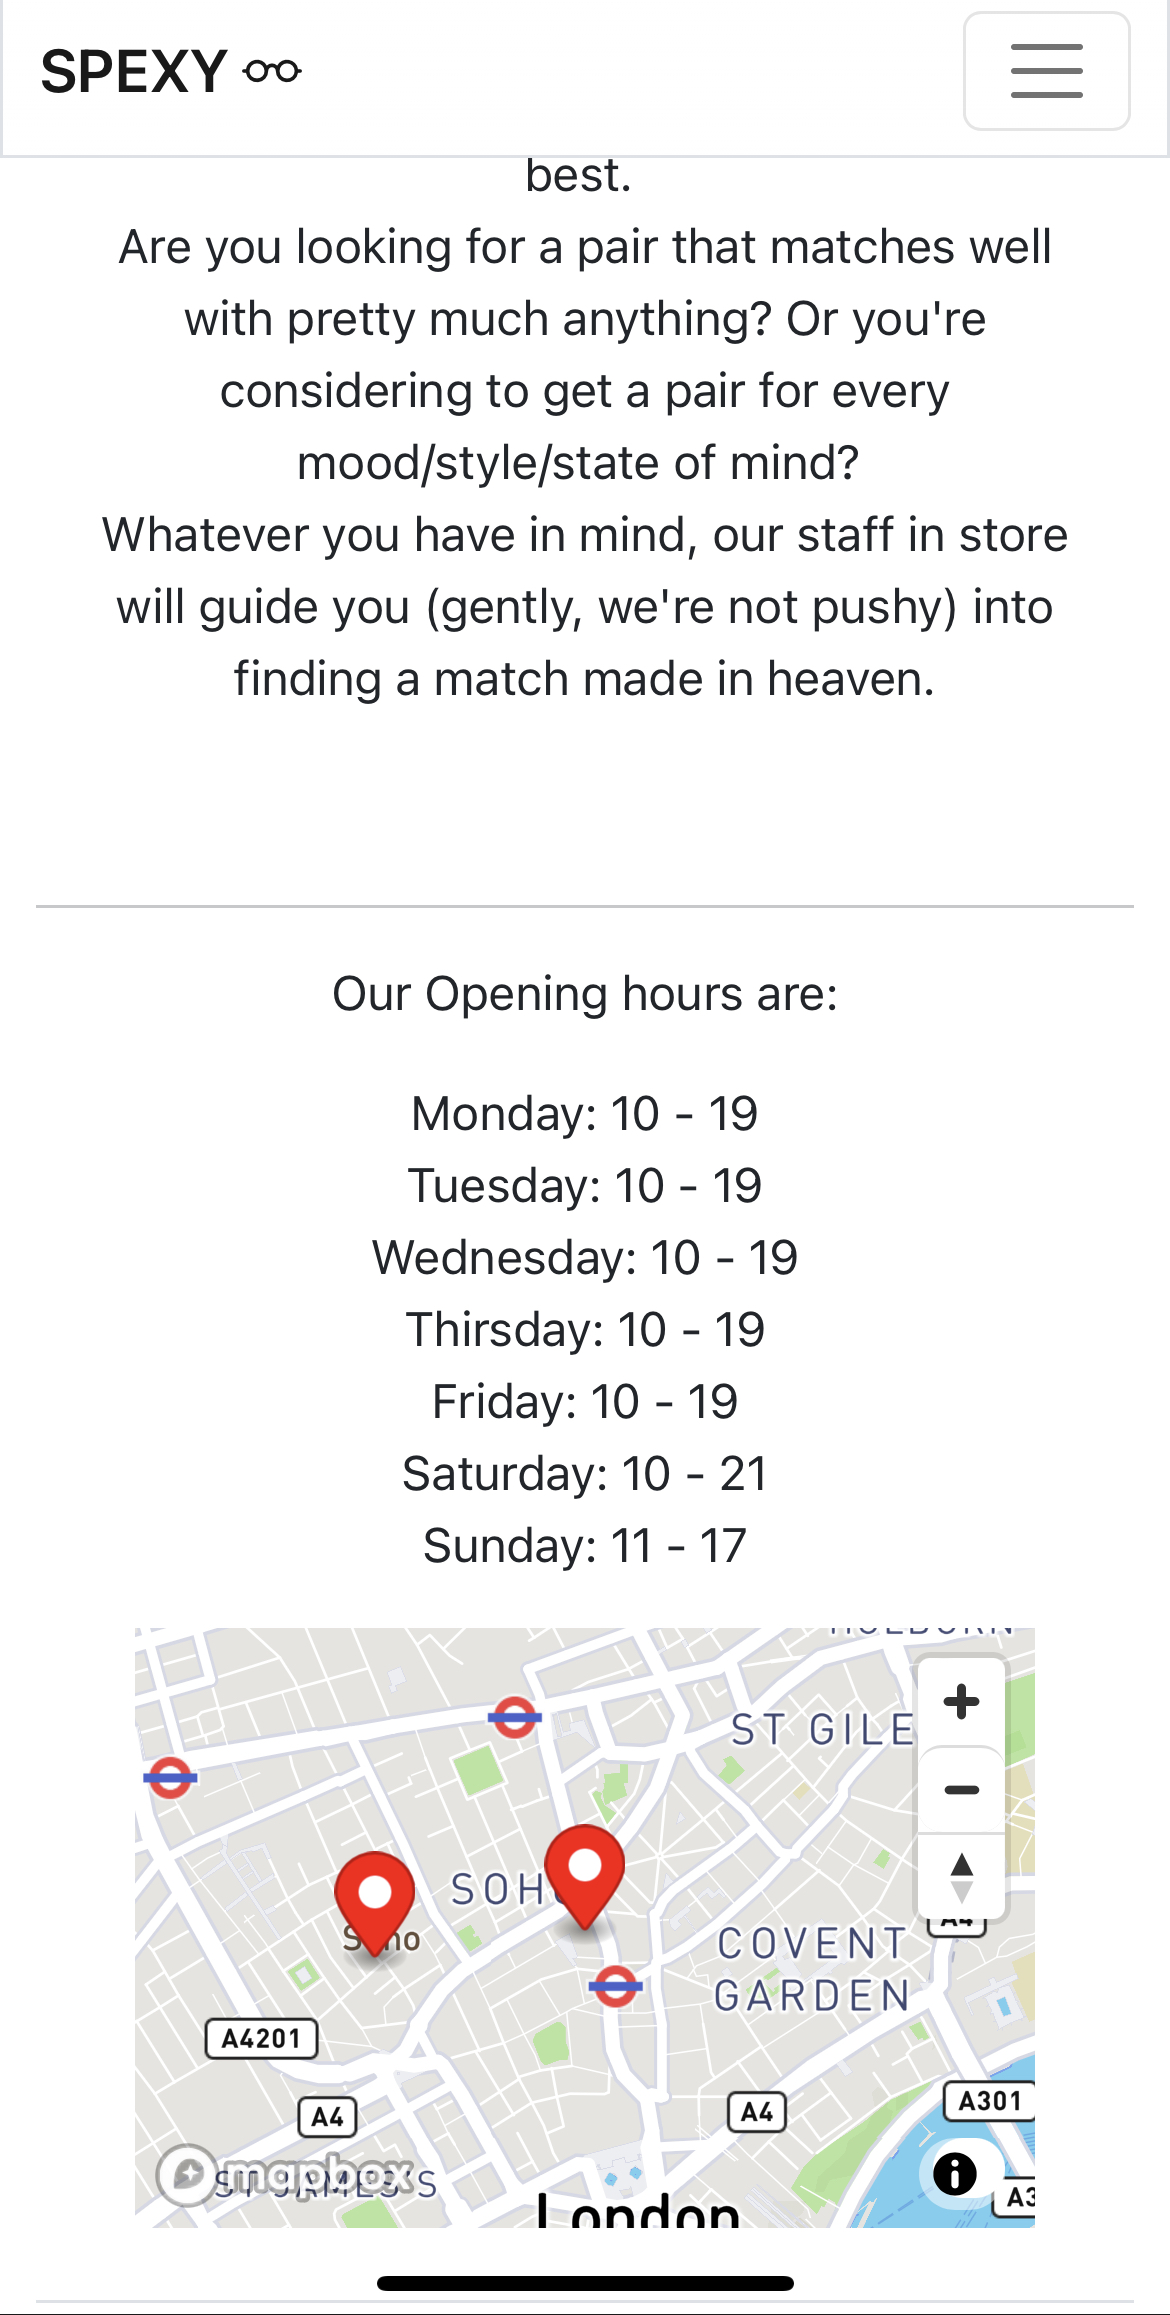 SPEXY
best.
Are you looking for a pair that matches well
with pretty much anything? Or you're
considering to get a pair for every
mood/style/state of mind?
Whatever you have in mind, our staff in store
will guide you (gently, we're not pushy) into
finding a match made in heaven.
Our Opening hours are:
Monday: 10 - 19
Tuesday: 10 - 19
Wednesday: 10 - 19
Thirsday: 10 - 19
Friday: 10 - 19
Saturday: 10 - 21
Sunday: 11 - 17
HOLBORN
ST GILE
SOHO
Soho
A4
COVENT
GARDEN
A4201
A301
A4
A4
mapbox
ST JAMES'S
A3
London